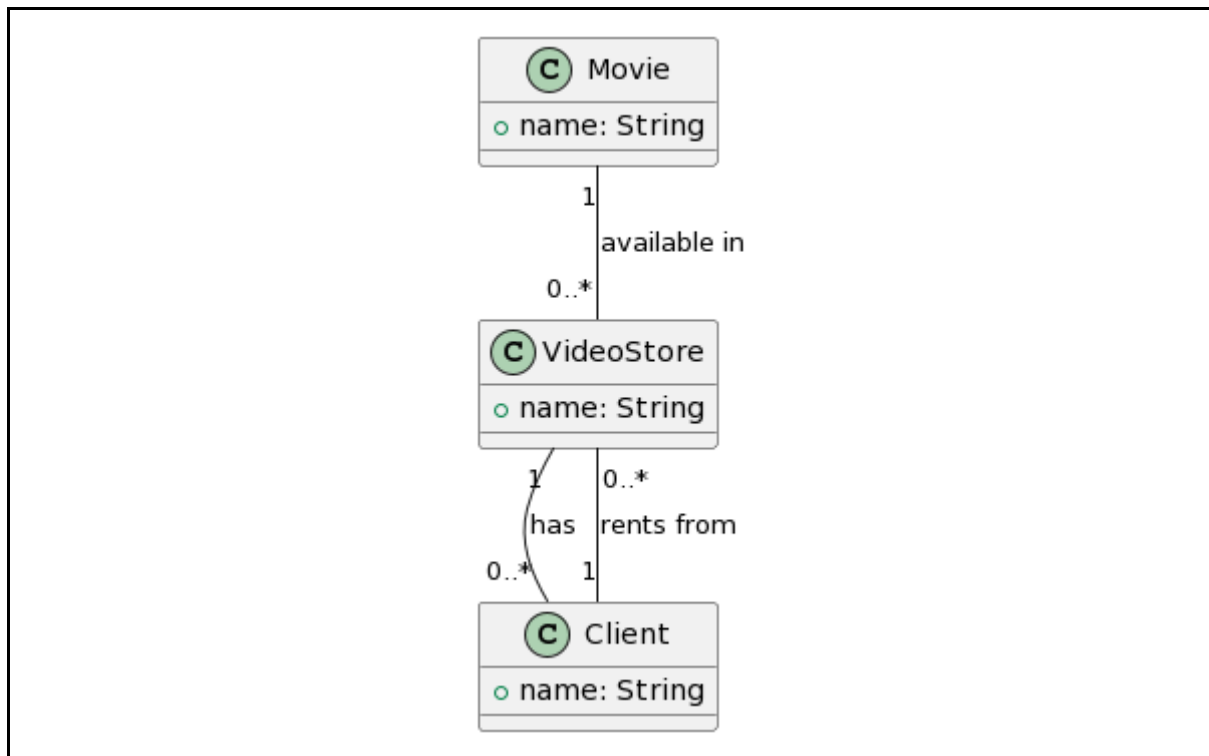 C Movie
name: String
1
available in
0..*
C VideoStore
name: String
1 0..*
has rents from
0..* 1
C Client
name: String